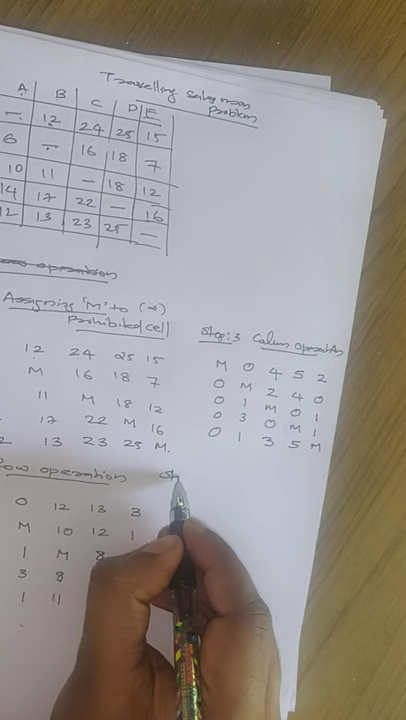 Travelling salesman
Problem
A B C D E
— 12 24 25 15
6 — 16 18 7
10 11 — 18 12
14 17 22 — 16
12 13 23 25 —
operation
Assigning 'M' to (∞)
Prohibited cell
12 24 25 15
M 16 18 7
11 M 18 12
17 22 M 16
2 13 23 25 M.
Row operation St
0 12 13 3
M 10 12 1
1 M 8
3 8
1 11
Step: 3 Calum Operation
M 0 4 5 2
0 M 2 4 0
0 1 M 0 1
0 3 0 M 1
0 1 3 5 M